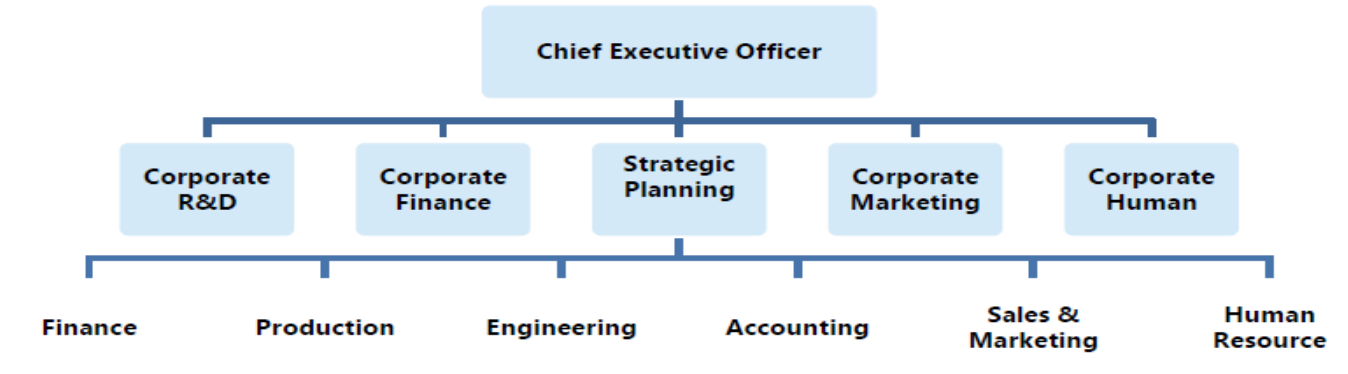 Chief Executive Officer
Corporate
R&D
Corporate
Finance
Strategic
Planning
Corporate
Marketing
Corporate
Human
Finance
Production
Engineering
Accounting
Sales &
Marketing
Human
Resource